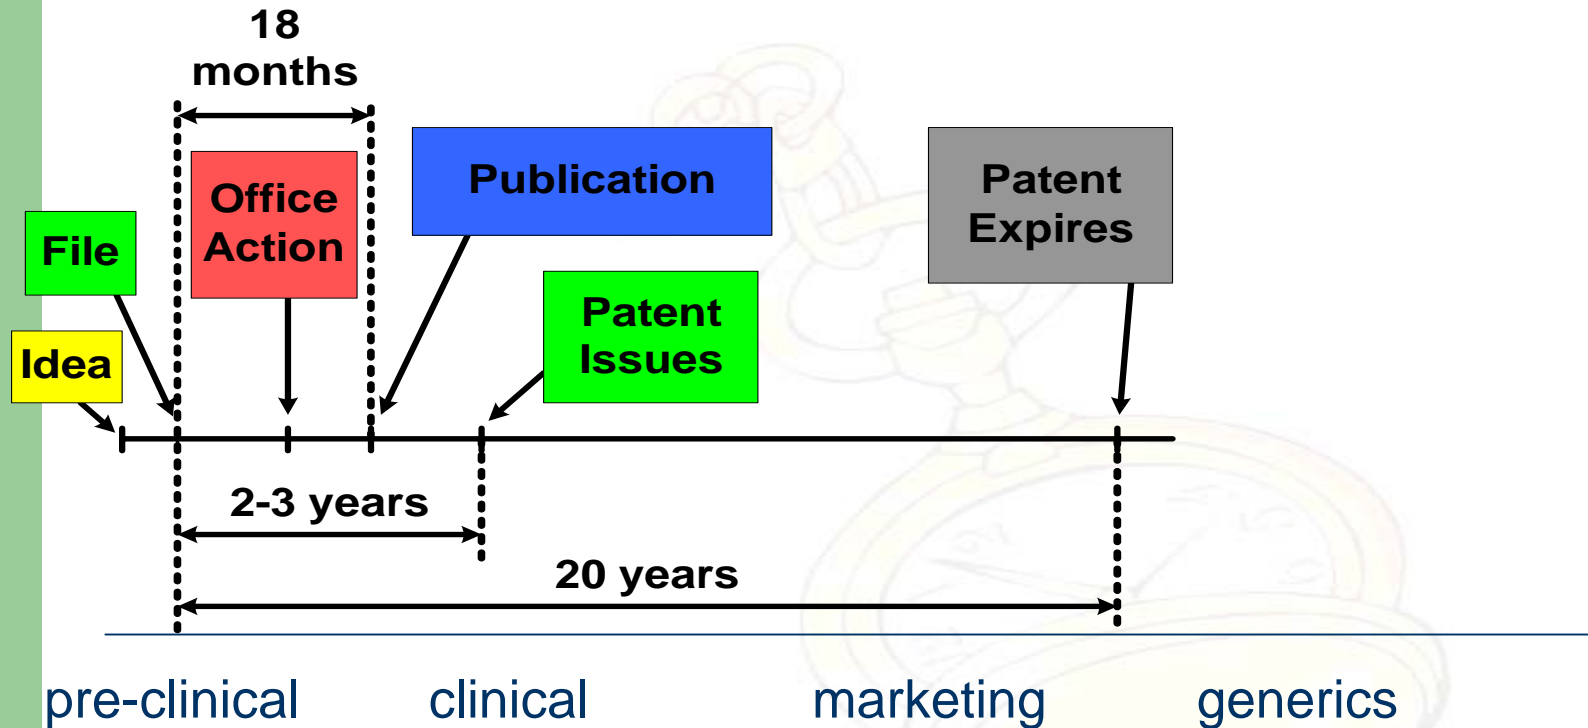 18
months
Office
Action
Publication
Patent
Expires
File
Patent
Issues
Idea
2-3 years
20 years
pre-clinical
clinical
marketing
generics